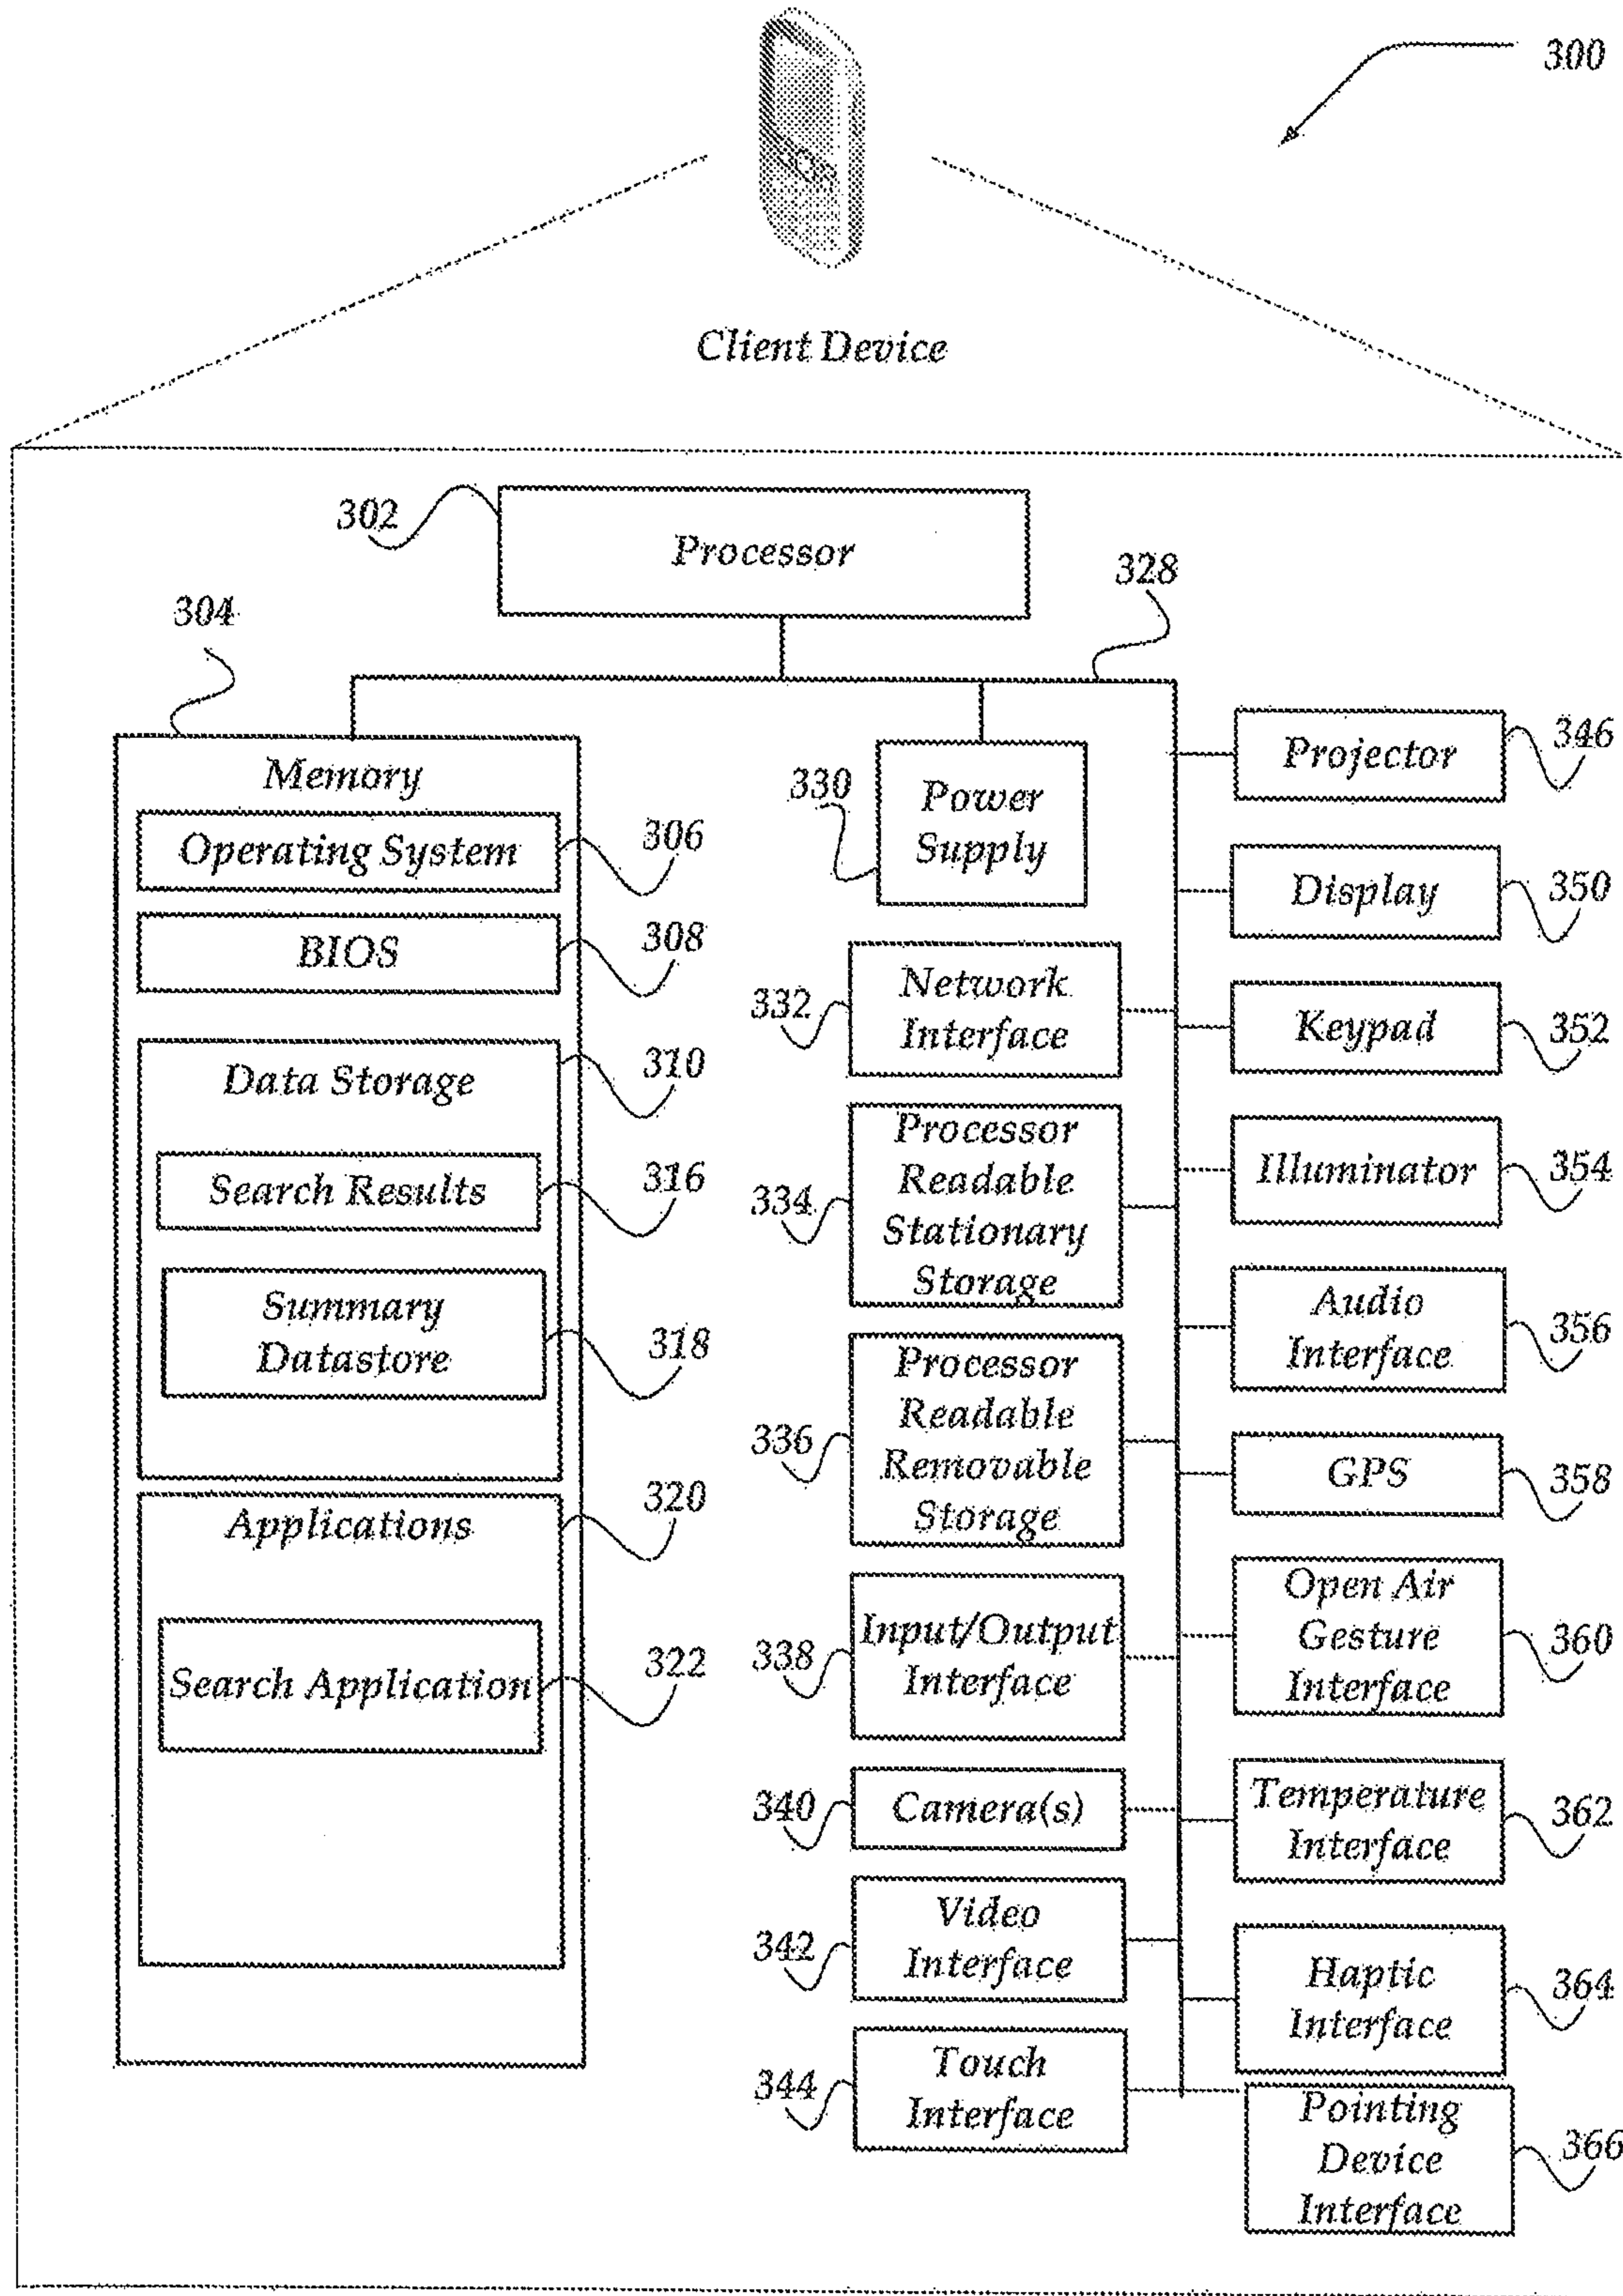 300
Client Device
302
Processor
328
304
Memory
Operating System
306
BIOS
308
Data Storage
310
Search Results
316
Summary
Datastore
318
Applications
320
Search Application
322
330
Power
Supply
332
Network
Interface
334
Processor
Readable
Stationary
Storage
336
Processor
Readable
Removable
Storage
338
Input/Output
Interface
340
Camera(s)
342
Video
Interface
344
Touch
Interface
Projector
346
Display
350
Keypad
352
Illuminator
354
Audio
Interface
356
GPS
358
Open Air
Gesture
Interface
360
Temperature
Interface
362
Haptic
Interface
364
Pointing
Device
Interface
366